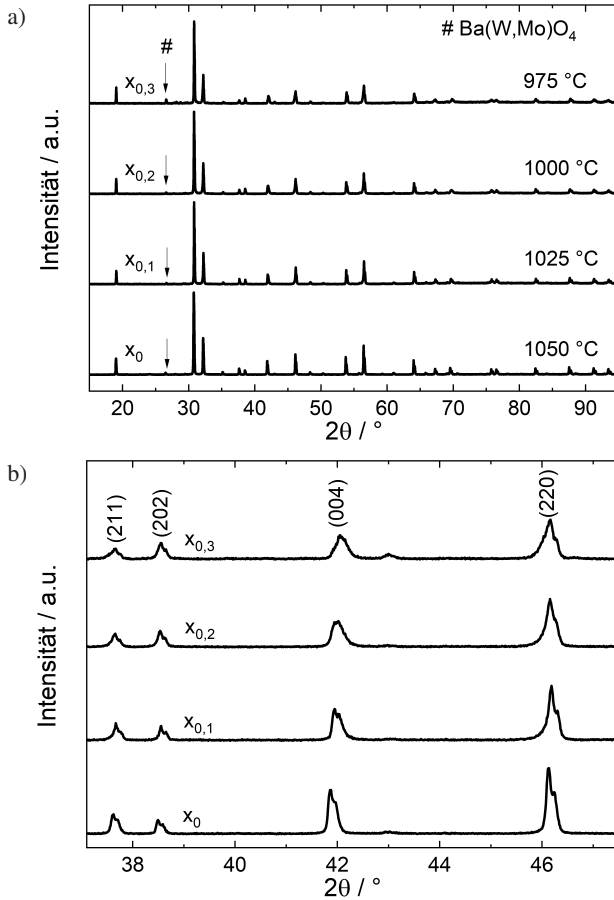 a)
# Ba(W,Mo)O4
#
x0,3
975 °C
x0,2
1000 °C
x0,1
1025 °C
x0
1050 °C
Intensität / a.u.
20 30 40 50 60 70 80 90
2θ / °
b)
(211) (202) (004) (220)
x0,3
x0,2
x0,1
x0
Intensität / a.u.
38 40 42 44 46
2θ / °